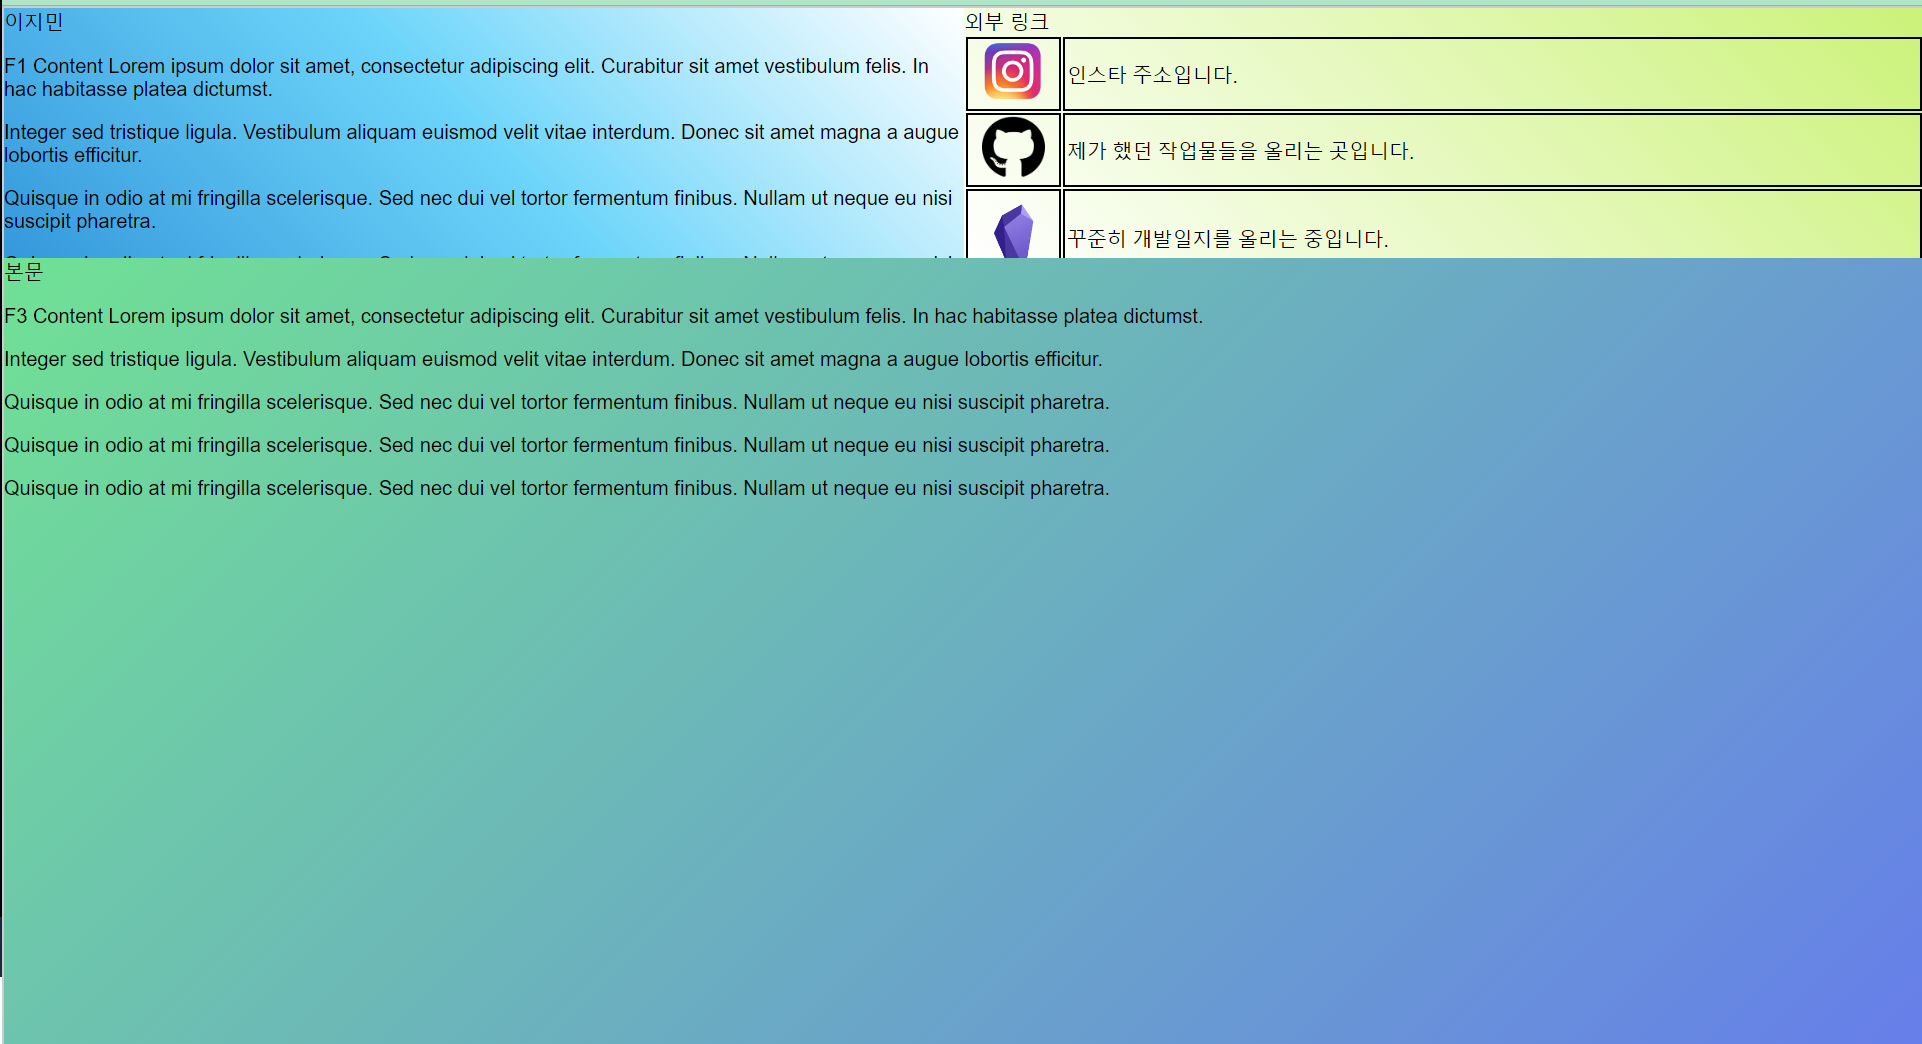 이지민
F1 Content Lorem ipsum dolor sit amet, consectetur adipiscing elit. Curabitur sit amet vestibulum felis. In
hac habitasse platea dictumst.
Integer sed tristique ligula. Vestibulum aliquam euismod velit vitae interdum. Donec sit amet magna a augue
lobortis efficitur.
Quisque in odio at mi fringilla scelerisque. Sed nec dui vel tortor fermentum finibus. Nullam ut neque eu nisi
suscipit pharetra.
외부 링크
인스타 주소입니다.
제가 했던 작업물들을 올리는 곳입니다.
꾸준히 개발일지를 올리는 중입니다.
본문
F3 Content Lorem ipsum dolor sit amet, consectetur adipiscing elit. Curabitur sit amet vestibulum felis. In hac habitasse platea dictumst.
Integer sed tristique ligula. Vestibulum aliquam euismod velit vitae interdum. Donec sit amet magna a augue lobortis efficitur.
Quisque in odio at mi fringilla scelerisque. Sed nec dui vel tortor fermentum finibus. Nullam ut neque eu nisi suscipit pharetra.
Quisque in odio at mi fringilla scelerisque. Sed nec dui vel tortor fermentum finibus. Nullam ut neque eu nisi suscipit pharetra.
Quisque in odio at mi fringilla scelerisque. Sed nec dui vel tortor fermentum finibus. Nullam ut neque eu nisi suscipit pharetra.